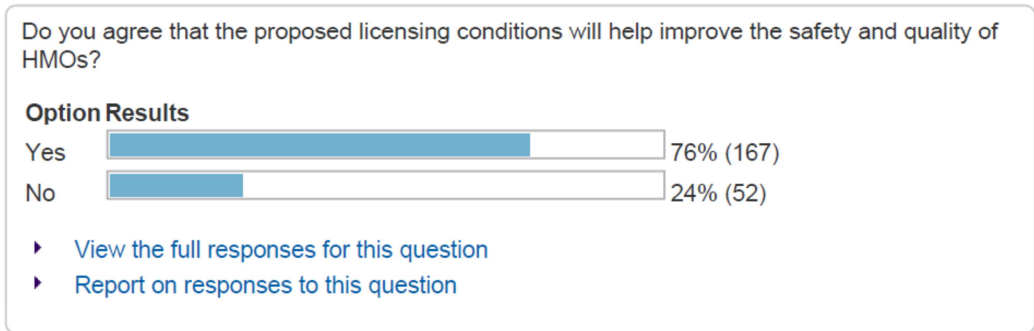 Do you agree that the proposed licensing conditions will help improve the safety and quality of
HMOs?
Option Results
Yes 76% (167)
No 24% (52)
View the full responses for this question
Report on responses to this question